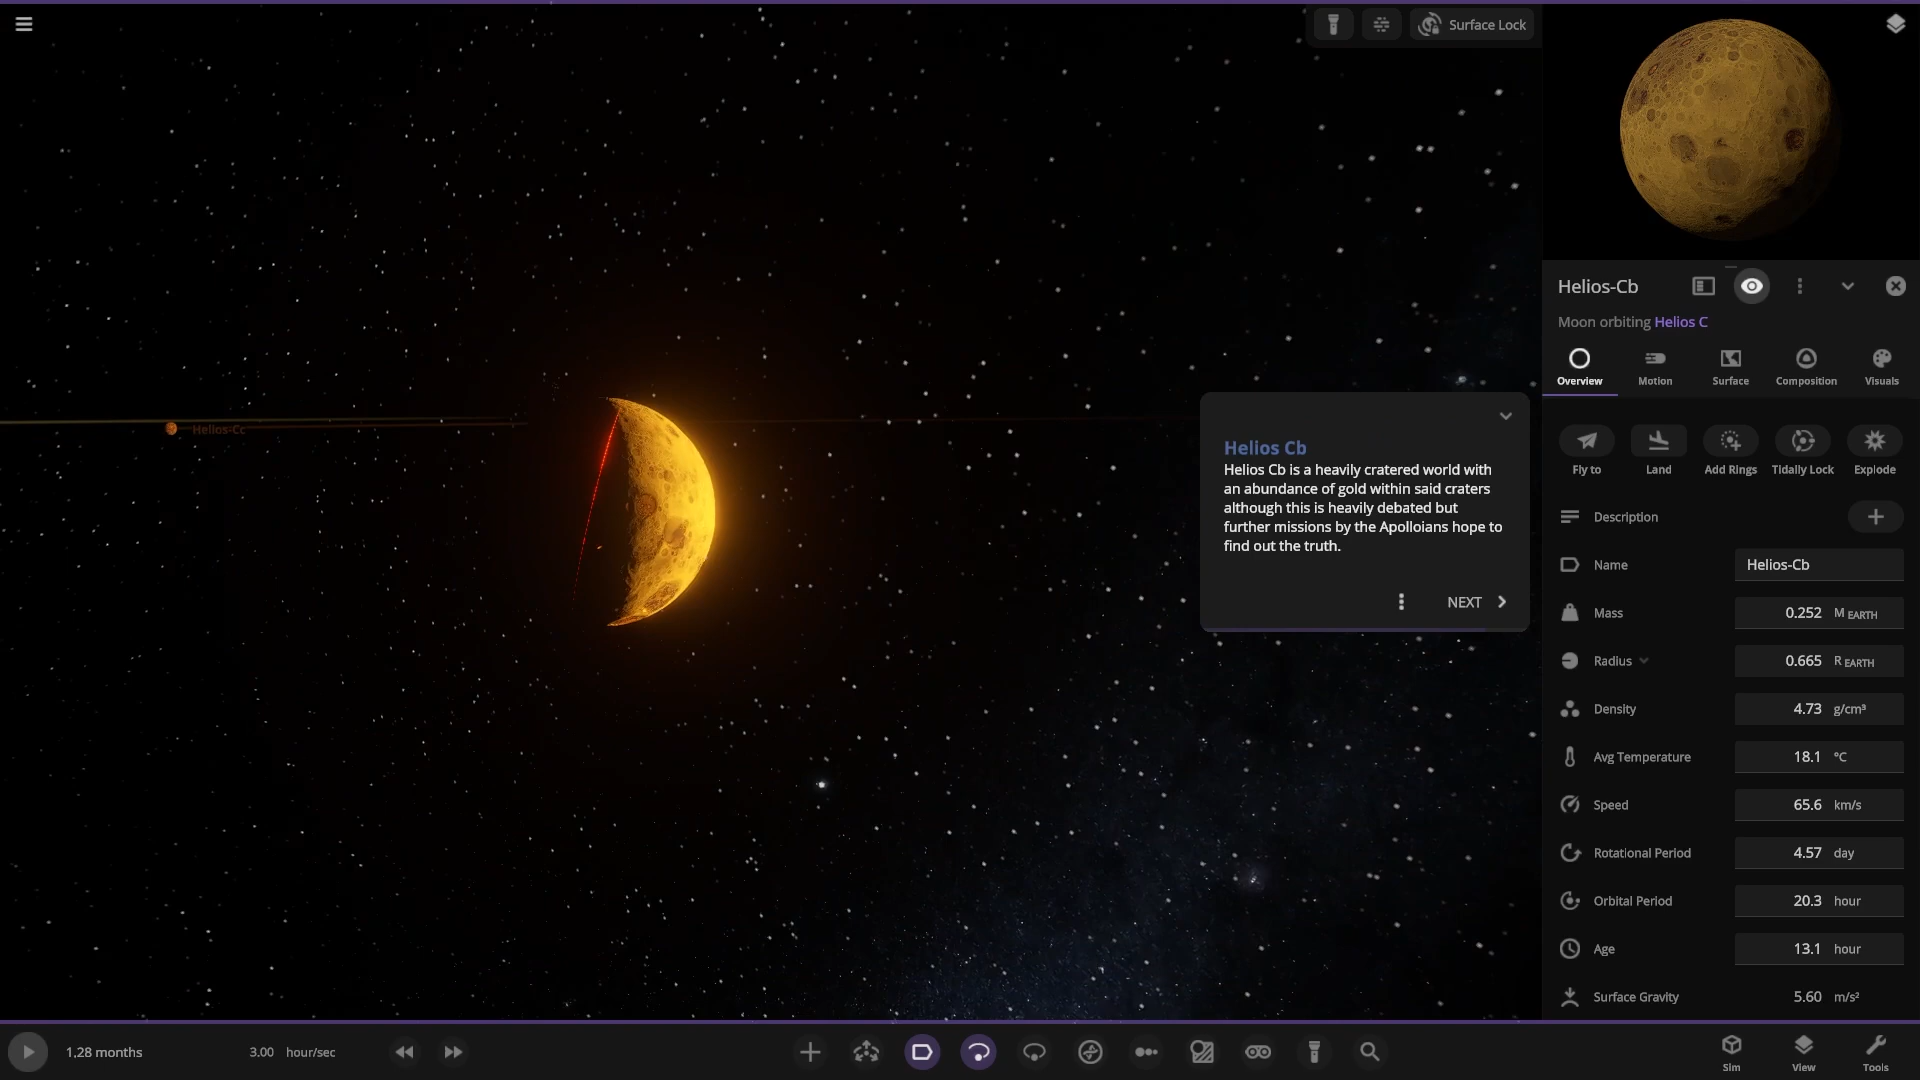 Surface Lock
Helios-Cc
Helios Cb
Helios Cb is a heavily cratered world with
an abundance of gold within said craters
although this is heavily debated but
further missions by the Apolloians hope to
find out the truth.
NEXT
Helios-Cb
Moon orbiting Helios C
Overview Motion Surface Composition Visuals
Fly to Land Add Rings Tidally Lock Explode
Description
Name Helios-Cb
Mass 0.252 M EARTH
Radius 0.665 R EARTH
Density 4.73 g/cm³
Avg Temperature 18.1 °C
Speed 65.6 km/s
Rotational Period 4.57 day
Orbital Period 20.3 hour
Age 13.1 hour
Surface Gravity 5.60 m/s²
1.28 months 3.00 hour/sec
Sim View Tools